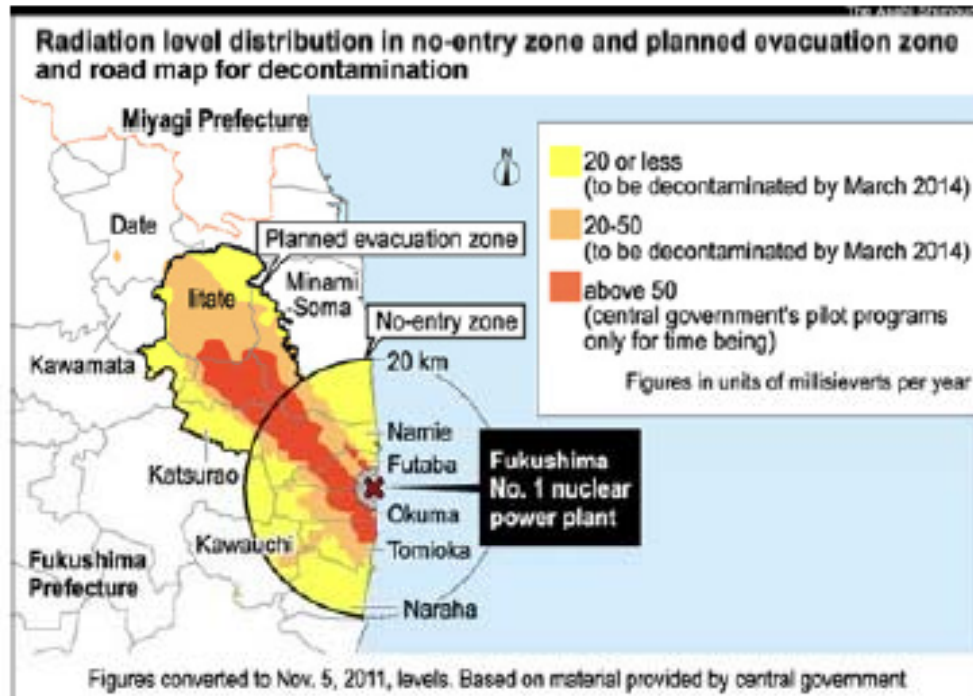 The Asahi Shimbun
Radiation level distribution in no-entry zone and planned evacuation zone
and road map for decontamination
Miyagi Prefecture
N
20 or less
(to be decontaminated by March 2014)
20-50
(to be decontaminated by March 2014)
above 50
(central government's pilot programs
only for time being)
Figures in units of millisieverts per year
Date
Planned evacuation zone
Iitate
Minami
-Soma
No-entry zone
Kawamata
20 km
Namie
Futaba
Katsurao
Fukushima
No. 1 nuclear
power plant
Okuma
Kawauchi
Tomioka
Fukushima
Prefecture
Naraha
Figures converted to Nov. 5, 2011, levels. Based on material provided by central government